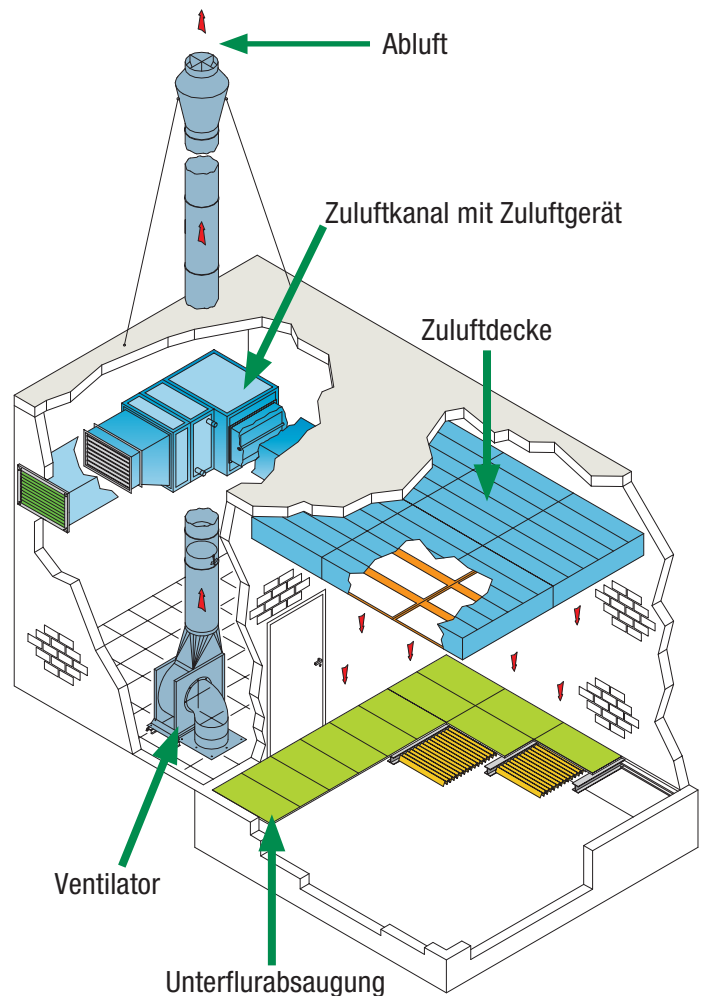 Abluft
Zuluftkanal mit Zuluftgerät
Zuluftdecke
Ventilator
Unterflurabsaugung